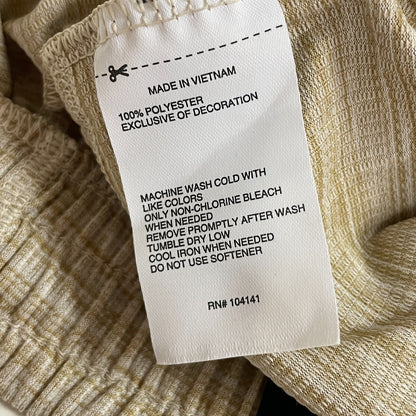 MADE IN VIETNAM
100% POLYESTER
EXCLUSIVE OF DECORATION
MACHINE WASH COLD WITH
LIKE COLORS
ONLY NON-CHLORINE BLEACH
WHEN NEEDED
REMOVE PROMPTLY AFTER WASH
TUMBLE DRY LOW
COOL IRON WHEN NEEDED
DO NOT USE SOFTENER
RN# 104141